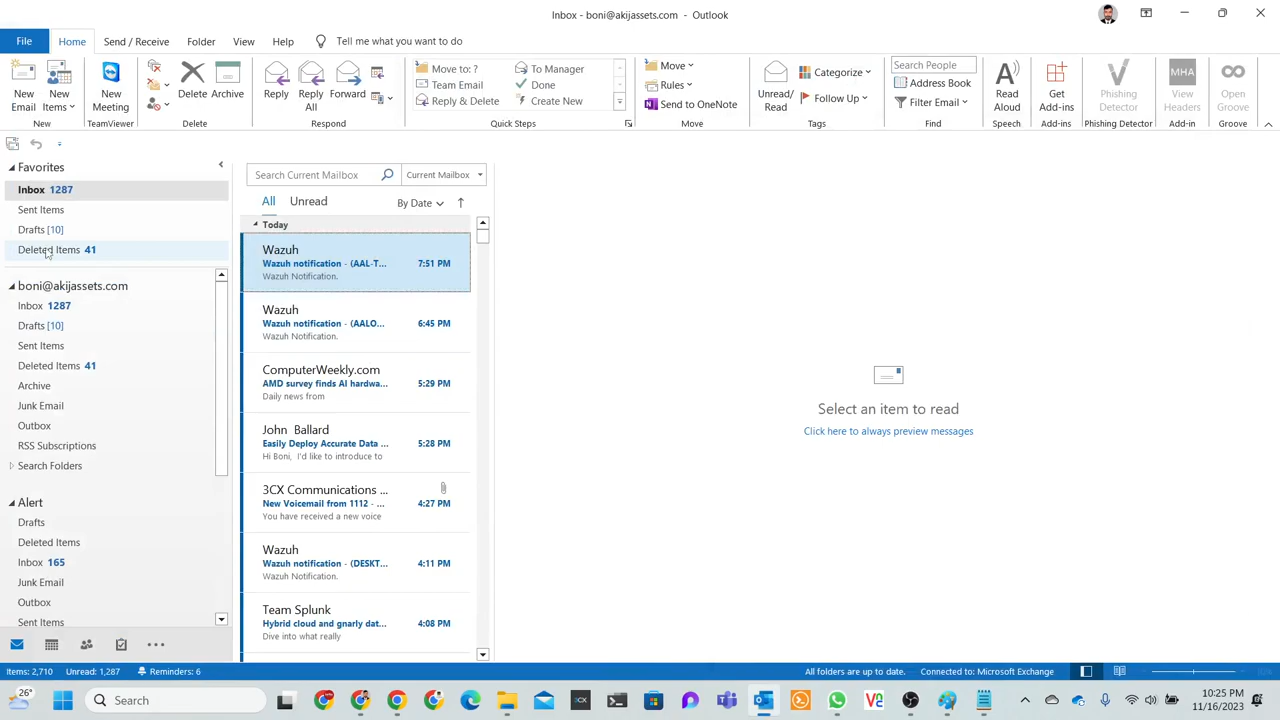 Inbox - boni@akijassets.com - Outlook
File Home Send / Receive Folder View Help Tell me what you want to do
New Email
New Items
New
New Meeting
TeamViewer
Delete
Archive
Delete
Reply
Reply All
Forward
Respond
Move to: ?
Team Email
Reply & Delete
To Manager
Done
Create New
Quick Steps
Move
Rules
Send to OneNote
Move
Unread/ Read
Categorize
Follow Up
Tags
Search People
Address Book
Filter Email
Find
Read Aloud
Speech
Get Add-ins
Add-ins
Phishing Detector
Phishing Detector
MHA
View Headers
Add-in
Open Groove
Groove
Favorites
Inbox 1287
Sent Items
Drafts [10]
Deleted Items 41
boni@akijassets.com
Inbox 1287
Drafts [10]
Sent Items
Deleted Items 41
Archive
Junk Email
Outbox
RSS Subscriptions
Search Folders
Alert
Drafts
Deleted Items
Inbox 165
Junk Email
Outbox
Sent Items
Search Current Mailbox
Current Mailbox
All Unread
By Date
Today
Wazuh
Wazuh notification - (AAL-T... 7:51 PM
Wazuh Notification.
Wazuh
Wazuh notification - (AALO... 6:45 PM
Wazuh Notification.
ComputerWeekly.com
AMD survey finds AI hardwa... 5:29 PM
Daily news from
John Ballard
Easily Deploy Accurate Data ... 5:28 PM
Hi Boni, I'd like to introduce to
3CX Communications ...
New Voicemail from 1112 - ... 4:27 PM
You have received a new voice
Wazuh
Wazuh notification - (DESKT... 4:11 PM
Wazuh Notification.
Team Splunk
Hybrid cloud and gnarly dat... 4:08 PM
Dive into what really
Select an item to read
Click here to always preview messages
Items: 2,710 Unread: 1,287 Reminders: 6
All folders are up to date. Connected to: Microsoft Exchange
26°
Search
3CX
10:25 PM
11/16/2023